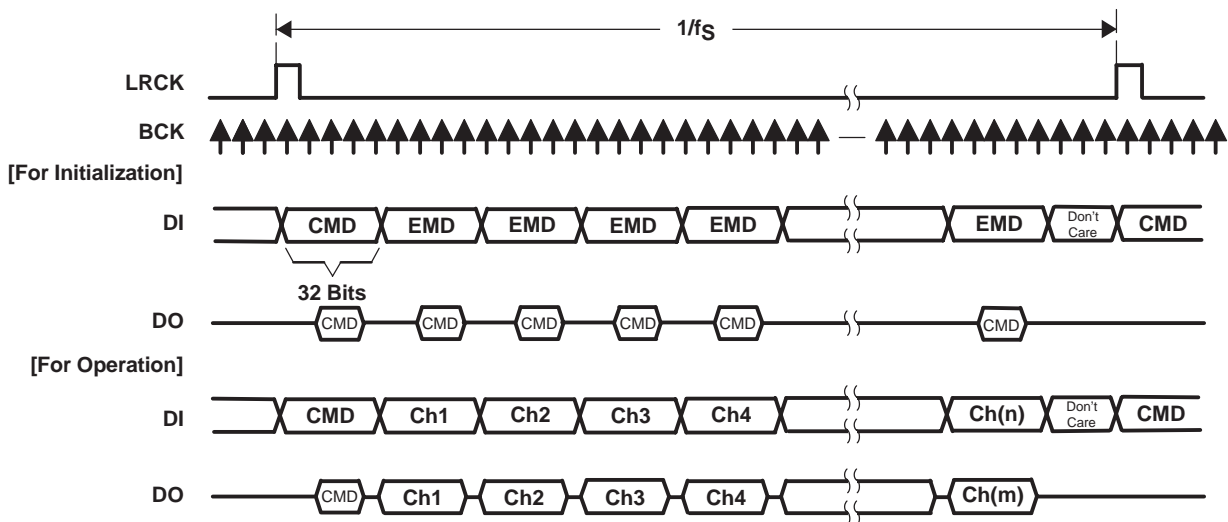 1/fS
LRCK
BCK
[For Initialization]
DI CMD EMD EMD EMD EMD EMD Don't Care CMD
32 Bits
DO CMD CMD CMD CMD CMD CMD
[For Operation]
DI CMD Ch1 Ch2 Ch3 Ch4 Ch(n) Don't Care CMD
DO CMD Ch1 Ch2 Ch3 Ch4 Ch(m)